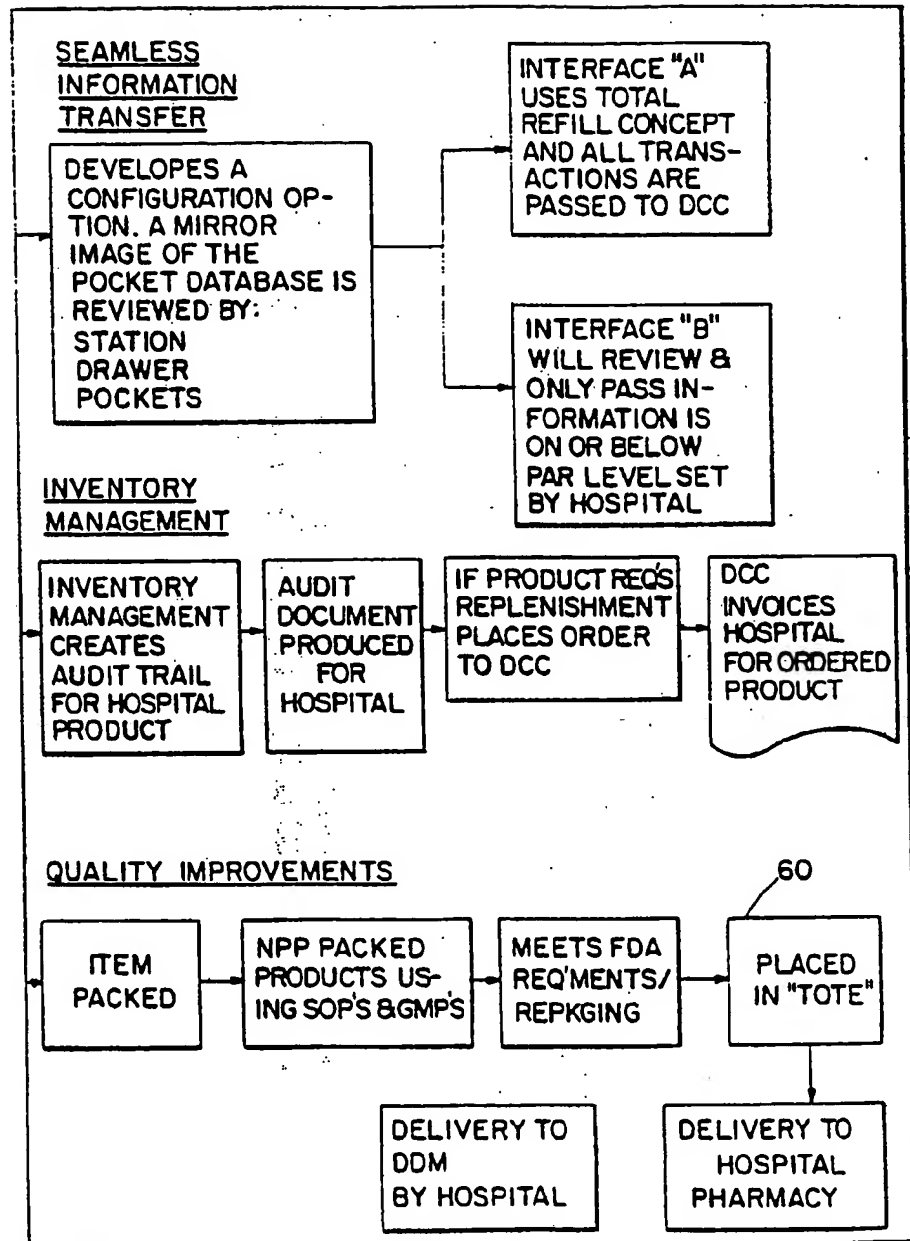 SEAMLESS
INFORMATION
TRANSFER
DEVELOPES A
CONFIGURATION OP-
TION. A MIRROR
IMAGE OF THE
POCKET DATABASE IS
REVIEWED BY:
STATION
DRAWER
POCKETS
INTERFACE "A"
USES TOTAL
REFILL CONCEPT
AND ALL TRANS-
ACTIONS ARE
PASSED TO DCC
INTERFACE "B"
WILL REVIEW &
ONLY PASS IN-
FORMATION IS
ON OR BELOW
PAR LEVEL SET
BY HOSPITAL
INVENTORY
MANAGEMENT
INVENTORY
MANAGEMENT
CREATES
AUDIT TRAIL
FOR HOSPITAL
PRODUCT
AUDIT
DOCUMENT
PRODUCED
FOR
HOSPITAL
IF PRODUCT REQ'S
REPLENISHMENT
PLACES ORDER
TO DCC
DCC
INVOICES
HOSPITAL
FOR ORDERED
PRODUCT
QUALITY IMPROVEMENTS
60
ITEM
PACKED
NPP PACKED
PRODUCTS US-
ING SOP'S &GMP'S
MEETS FDA
REQ'MENTS/
REPKGING
PLACED
IN "TOTE"
DELIVERY TO
DDM
BY HOSPITAL
DELIVERY TO
HOSPITAL
PHARMACY